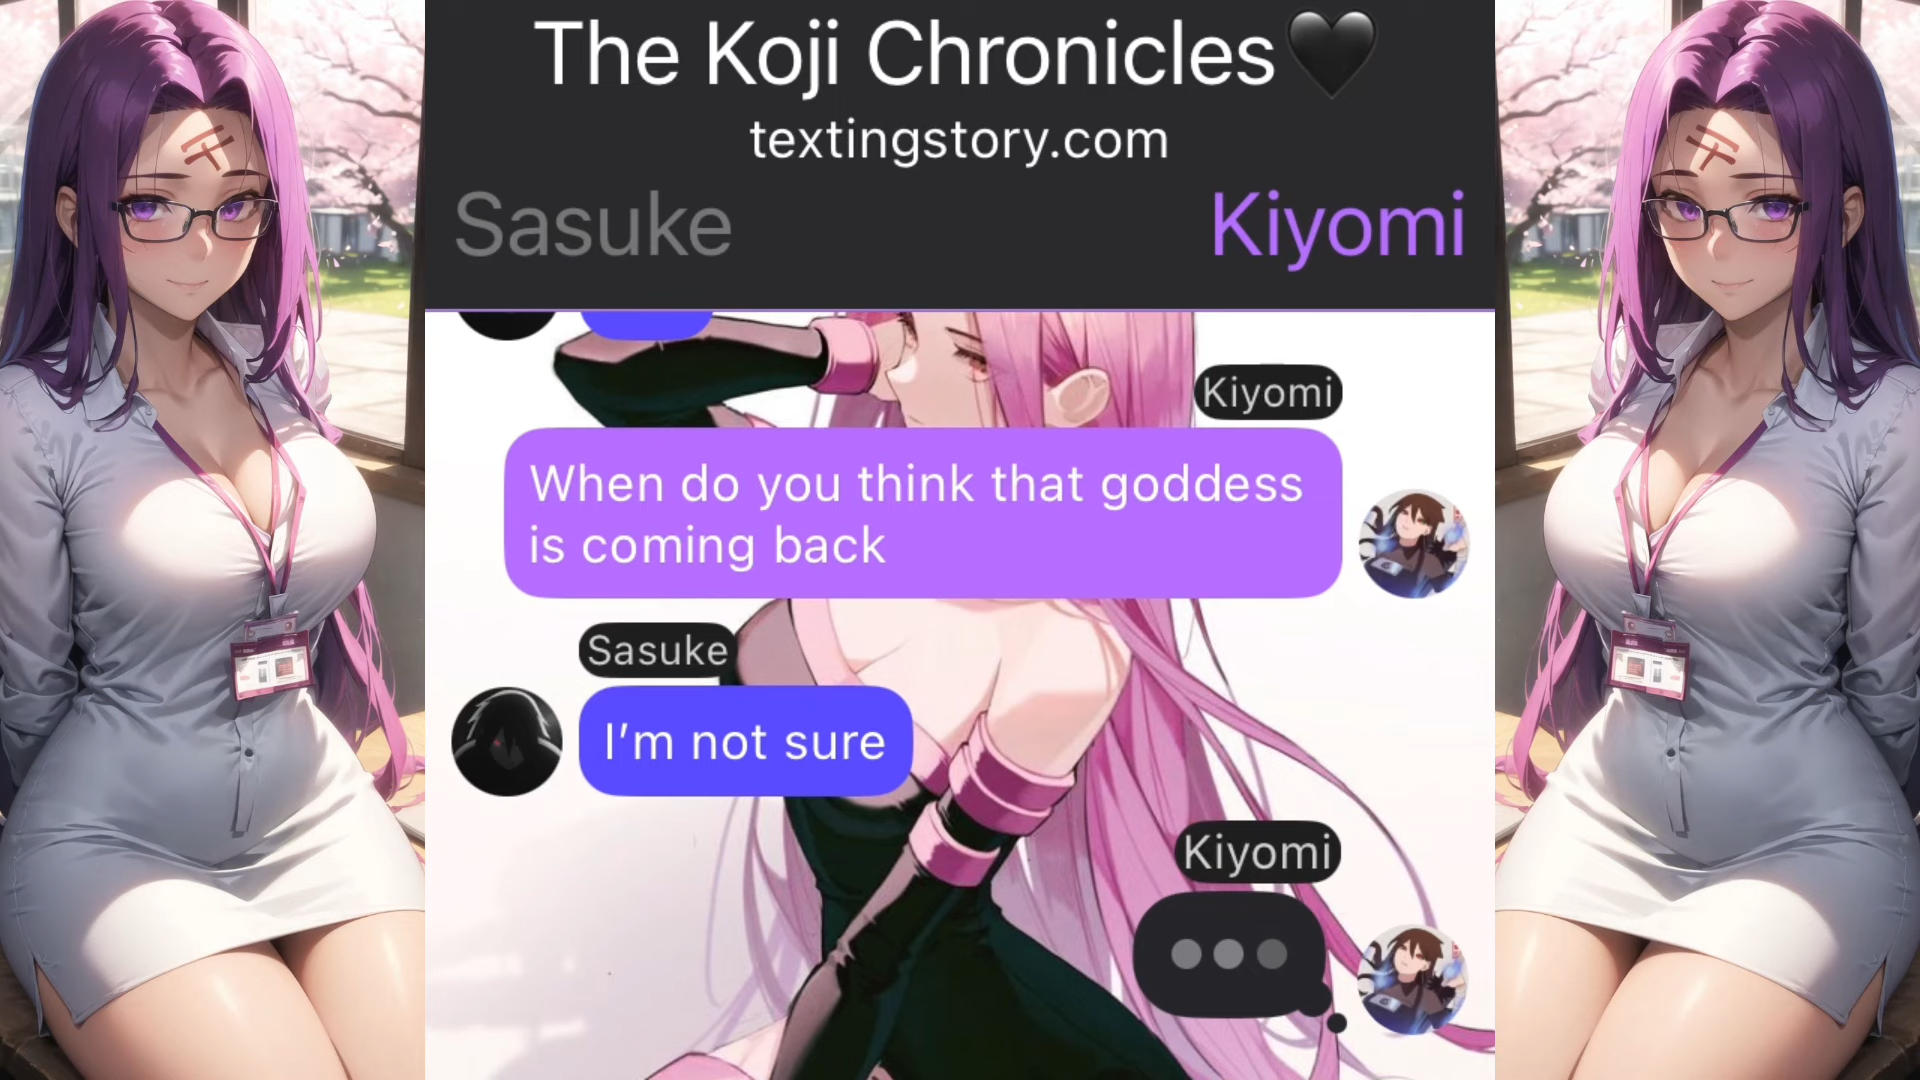 The Koji Chronicles🖤
textingstory.com
Sasuke
Kiyomi
Kiyomi
When do you think that goddess
is coming back
Sasuke
I’m not sure
Kiyomi